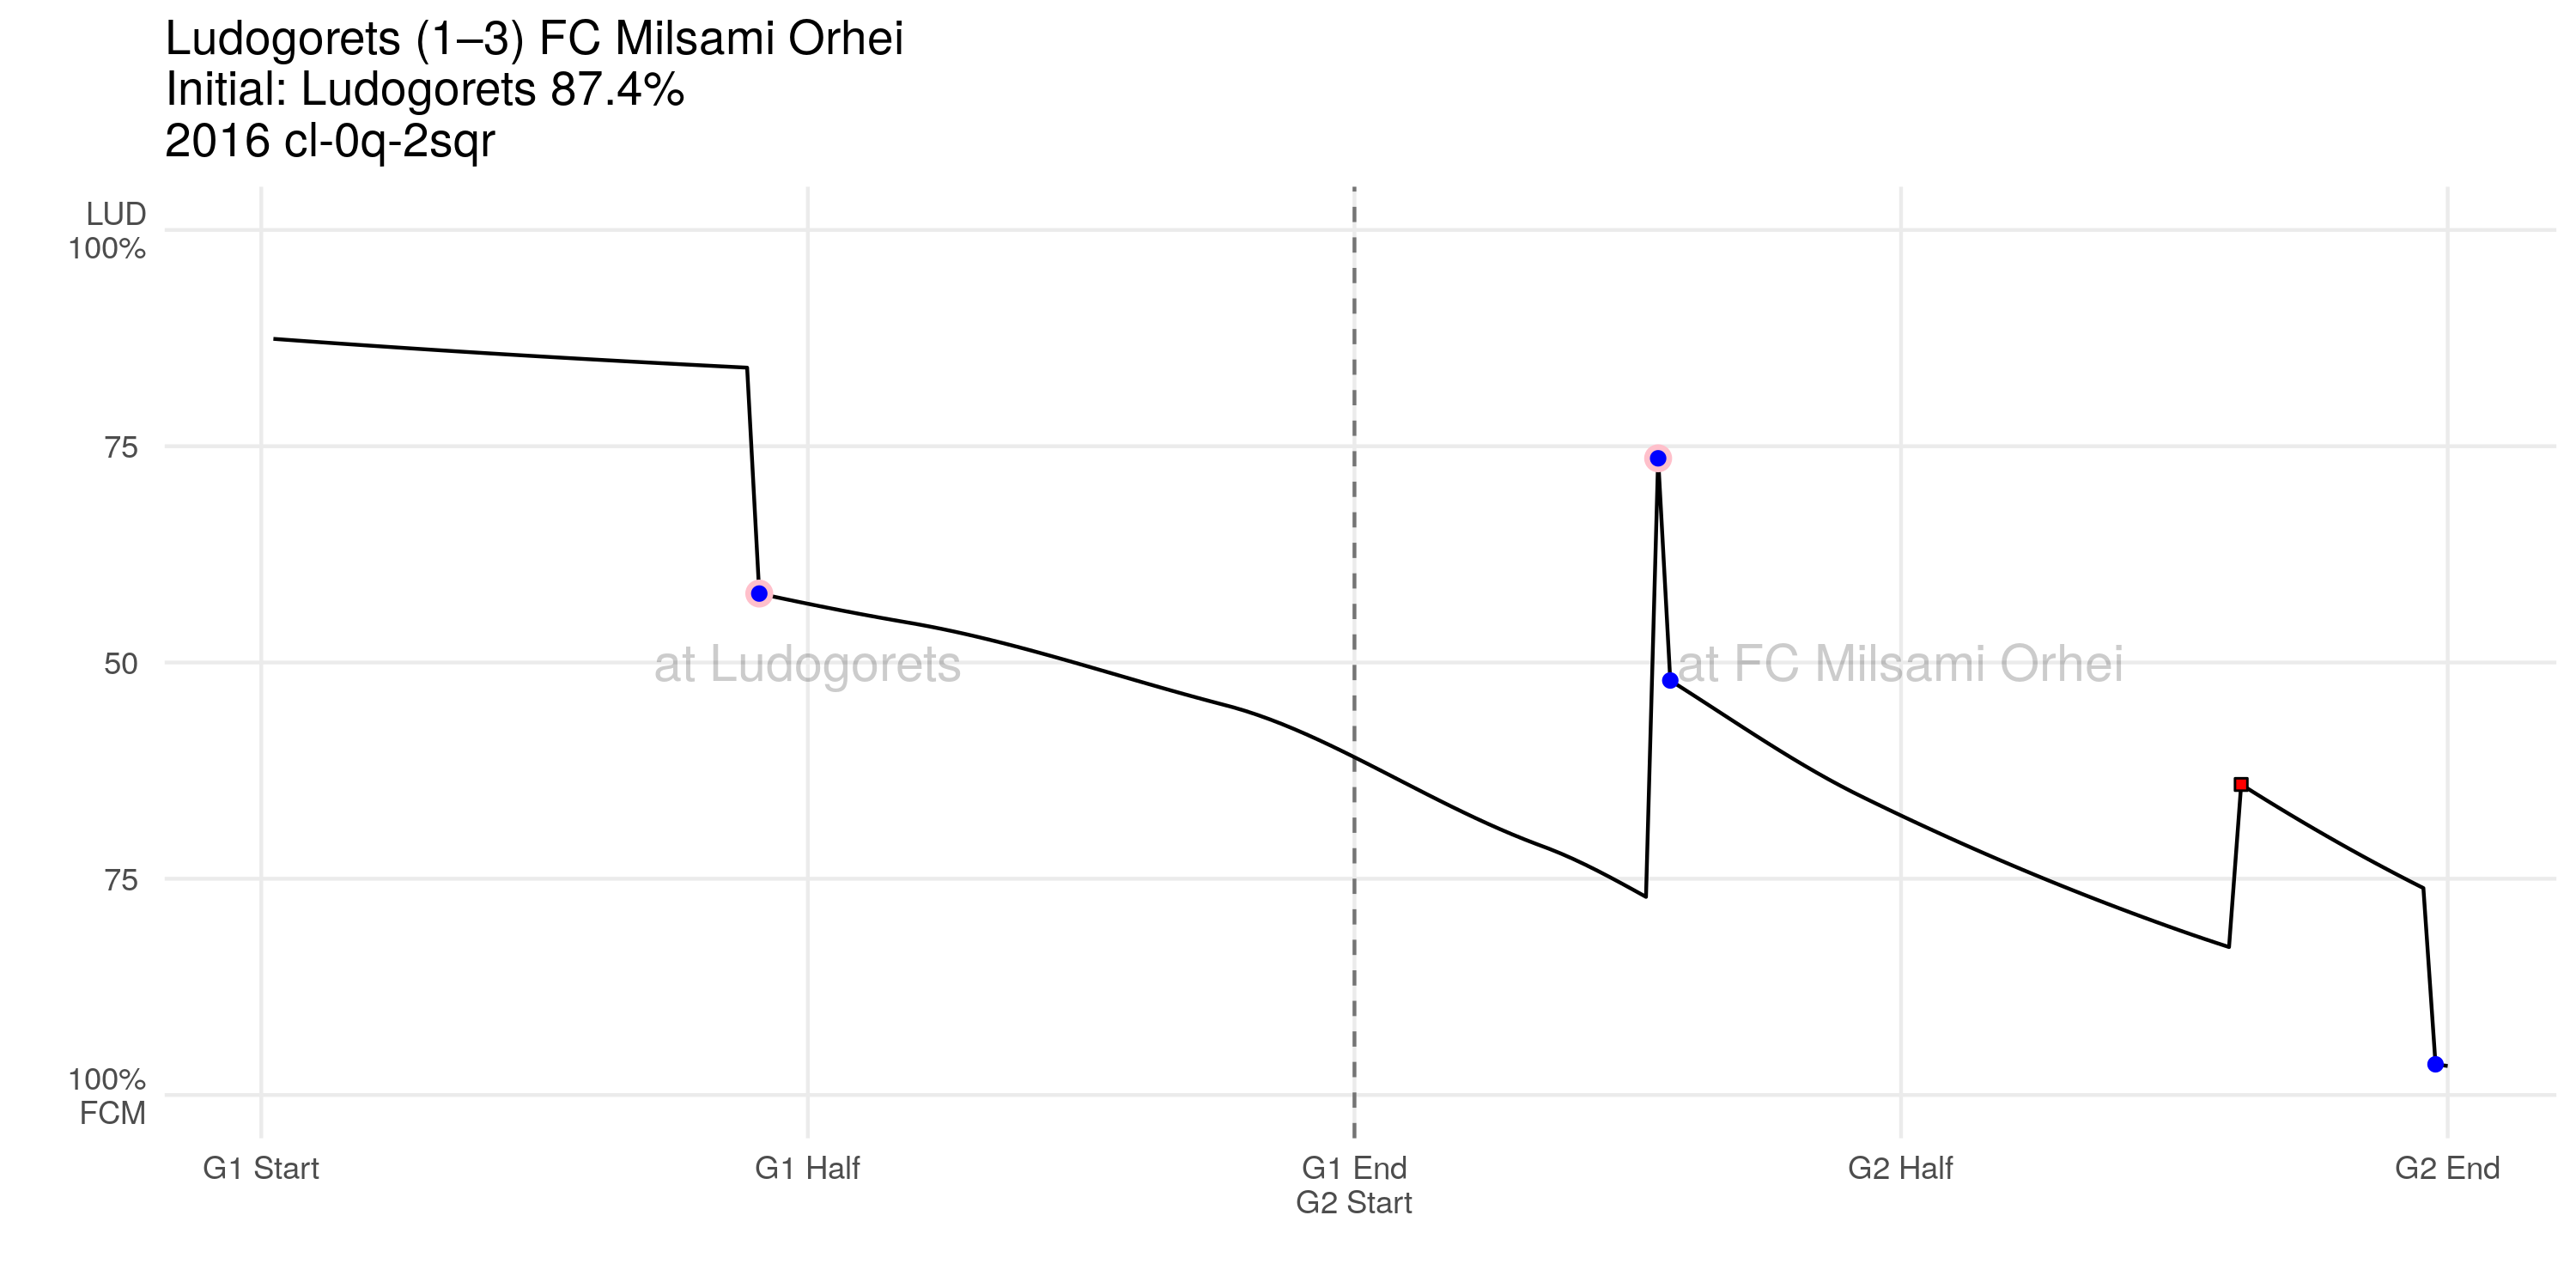 Ludogorets (1–3) FC Milsami Orhei
Initial: Ludogorets 87.4%
2016 cl-0q-2sqr
LUD
100%
75
50
75
100%
FCM
at Ludogorets
at FC Milsami Orhei
G1 Start
G1 Half
G1 End
G2 Start
G2 Half
G2 End